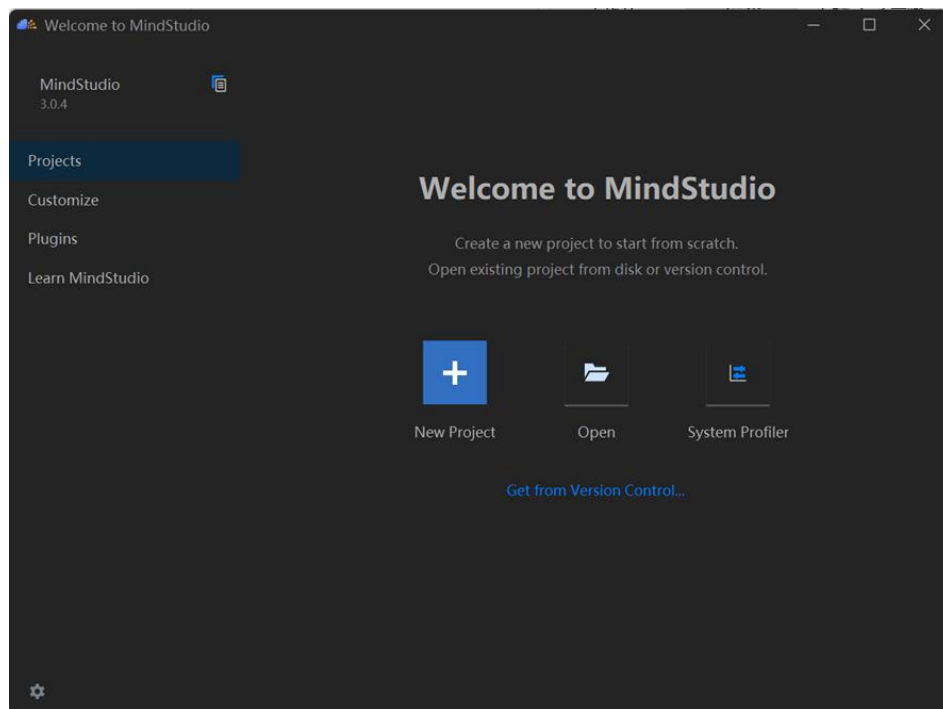 Welcome to MindStudio
MindStudio
3.0.4
Projects
Customize
Plugins
Learn MindStudio
Welcome to MindStudio
Create a new project to start from scratch.
Open existing project from disk or version control.
New Project
Open
System Profiler
Get from Version Control...